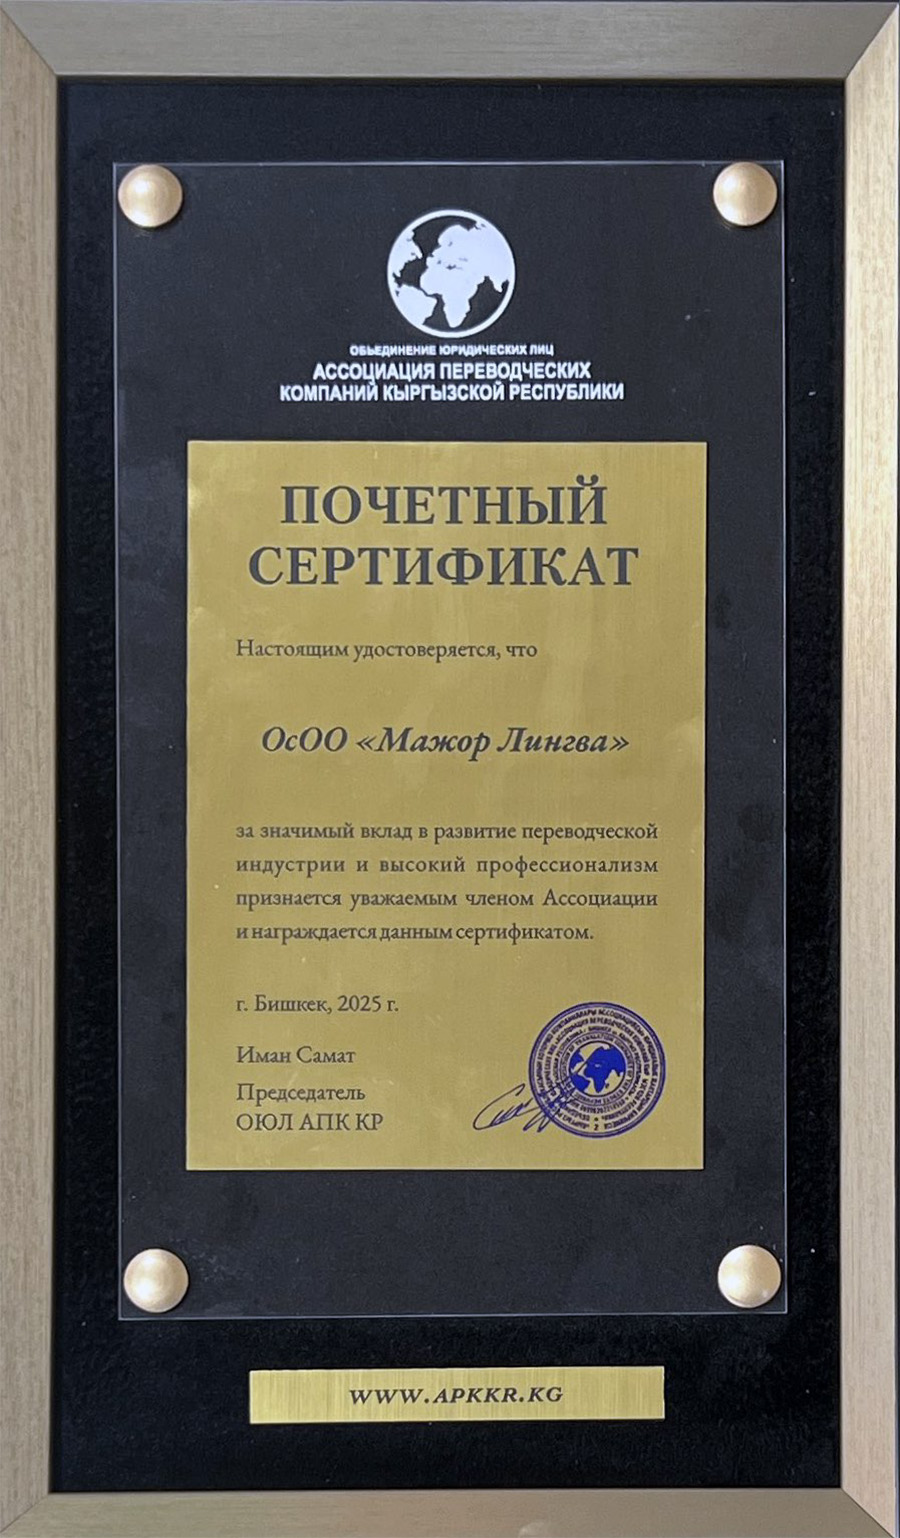 ОБЪЕДИНЕНИЕ ЮРИДИЧЕСКИХ ЛИЦ
АССОЦИАЦИЯ ПЕРЕВОДЧЕСКИХ
КОМПАНИЙ КЫРГЫЗСКОЙ РЕСПУБЛИКИ
ПОЧЕТНЫЙ
СЕРТИФИКАТ
Настоящим удостоверяется, что
ОсОО «Мажор Лингва»
за значимый вклад в развитие переводческой
индустрии и высокий профессионализм
признается уважаемым членом Ассоциации
и награждается данным сертификатом.
г. Бишкек, 2025 г.
Иман Самат
Председатель
ОЮЛ АПК КР
WWW.APKKR.KG